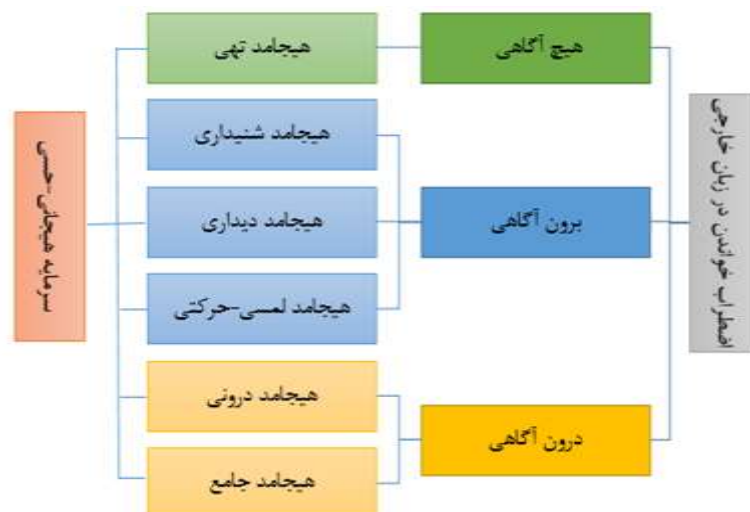 اضطراب خواندن در زبان خارجی
هیچ آگاهی
هیجامد تهی
برون آگاهی
هیجامد شنیداری
هیجامد دیداری
هیجامد لمسی-حرکتی
درون آگاهی
هیجامد درونی
هیجامد جامع
سرمایه هیجانی-حسی